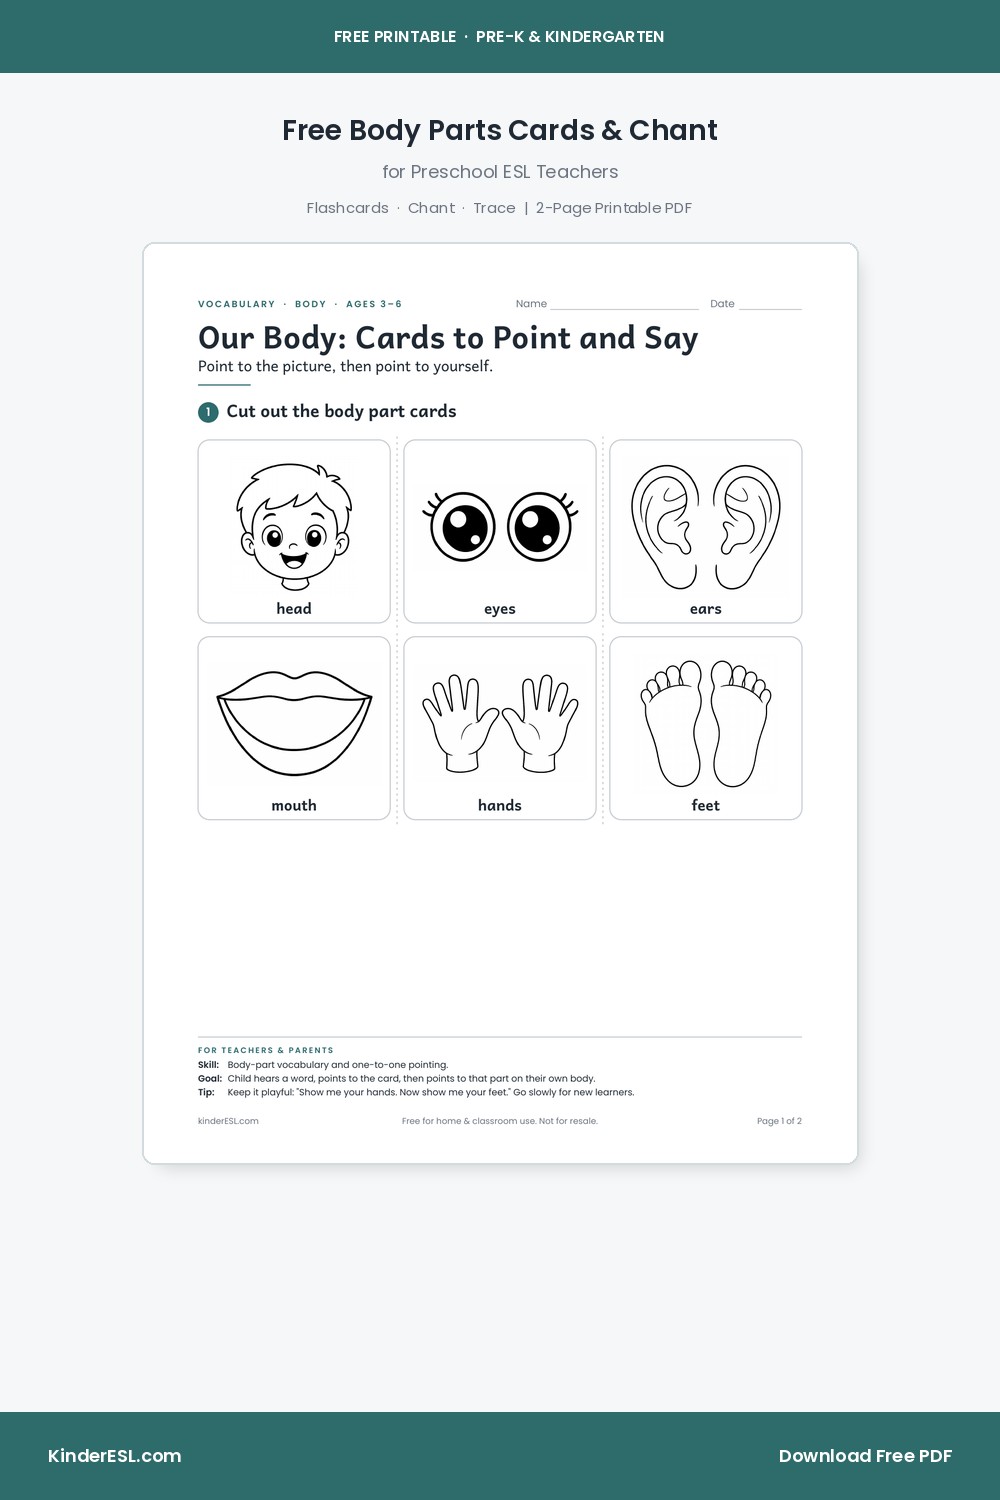 FREE PRINTABLE · PRE-K & KINDERGARTEN
Free Body Parts Cards & Chant
for Preschool ESL Teachers
Flashcards · Chant · Trace | 2-Page Printable PDF
VOCABULARY · BODY · AGES 3–6 Name Date
Our Body: Cards to Point and Say
Point to the picture, then point to yourself.
1 Cut out the body part cards
head eyes ears
mouth hands feet
FOR TEACHERS & PARENTS
Skill: Body-part vocabulary and one-to-one pointing.
Goal: Child hears a word, points to the card, then points to that part on their own body.
Tip: Keep it playful: "Show me your hands. Now show me your feet." Go slowly for new learners.
kinderESL.com Free for home & classroom use. Not for resale. Page 1 of 2
KinderESL.com Download Free PDF